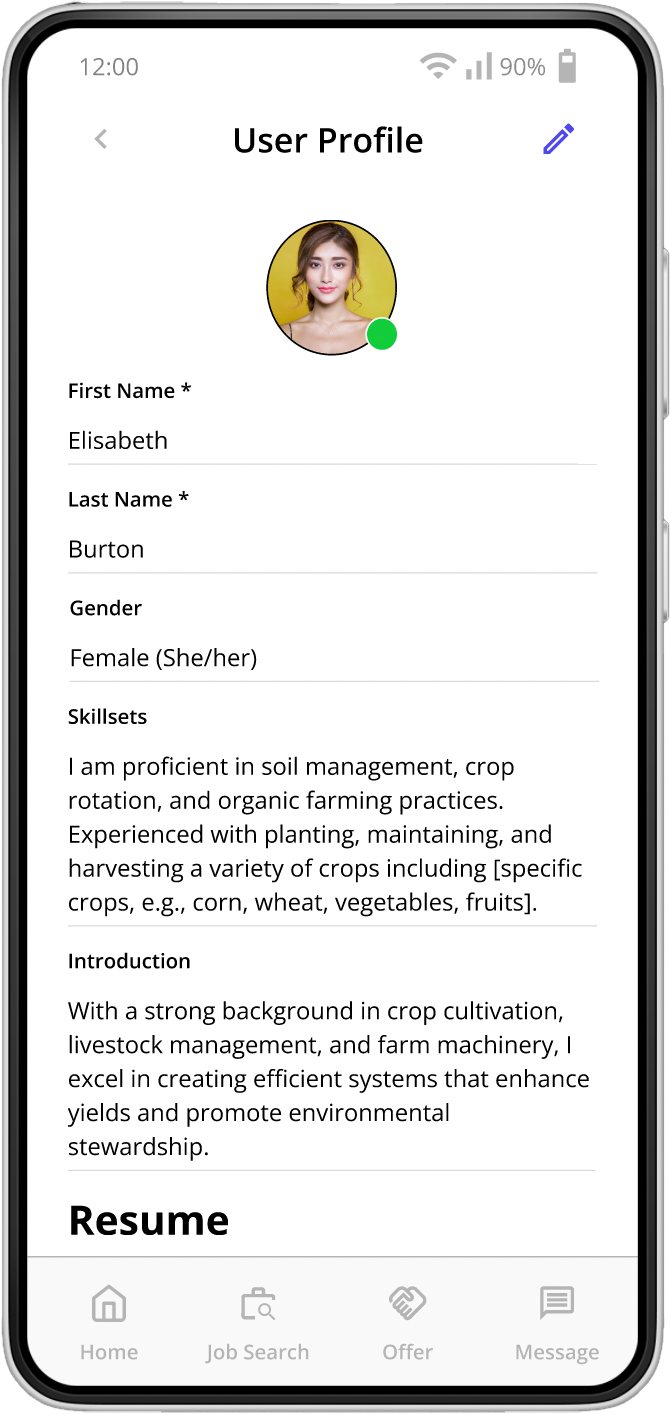 12:00
90%
User Profile
First Name *
Elisabeth
Last Name *
Burton
Gender
Female (She/her)
Skillsets
I am proficient in soil management, crop
rotation, and organic farming practices.
Experienced with planting, maintaining, and
harvesting a variety of crops including [specific
crops, e.g., corn, wheat, vegetables, fruits].
Introduction
With a strong background in crop cultivation,
livestock management, and farm machinery, I
excel in creating efficient systems that enhance
yields and promote environmental
stewardship.
Resume
Home
Job Search
Offer
Message